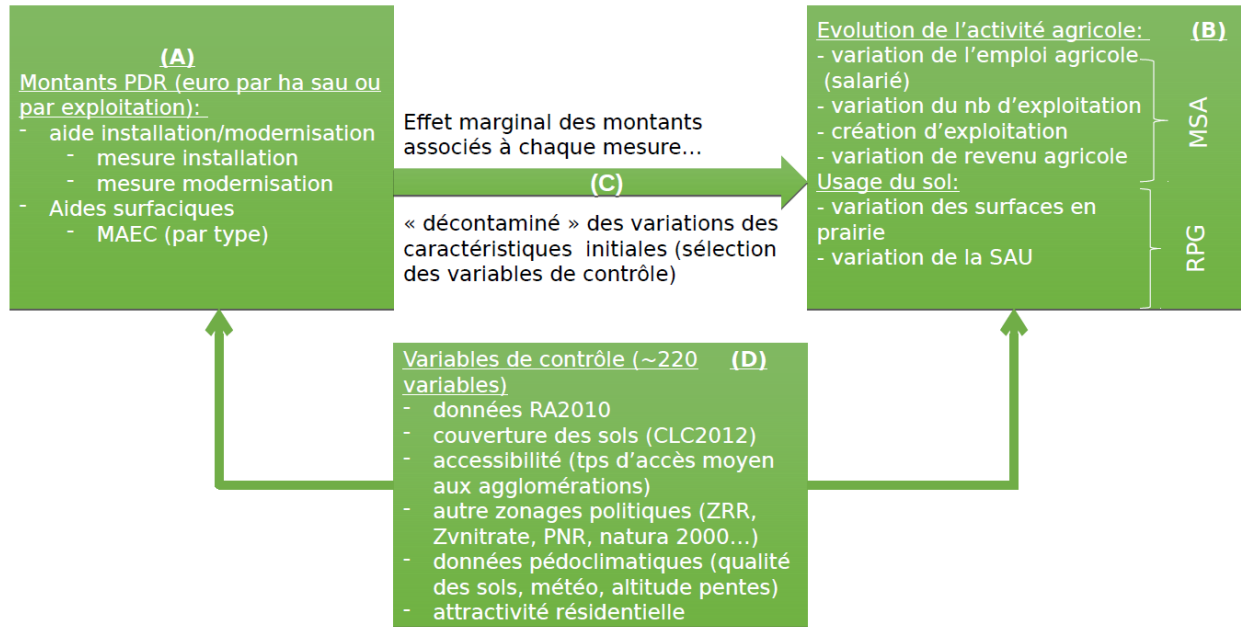 (A)
Montants PDR (euro par ha sau ou
par exploitation):
- aide installation/modernisation
- mesure installation
- mesure modernisation
- Aides surfaciques
- MAEC (par type)
Effet marginal des montants
associés à chaque mesure…
(C)
« décontaminé » des variations des
caractéristiques initiales (sélection
des variables de contrôle)
Evolution de l’activité agricole: (B)
- variation de l’emploi agricole
(salarié)
- variation du nb d’exploitation
- création d’exploitation
- variation de revenu agricole
MSA
Usage du sol:
- variation des surfaces en
prairie
- variation de la SAU
RPG
Variables de contrôle (~220 (D)
variables)
- données RA2010
- couverture des sols (CLC2012)
- accessibilité (tps d’accès moyen
aux agglomérations)
- autre zonages politiques (ZRR,
Zvnitrate, PNR, natura 2000…)
- données pédoclimatiques (qualité
des sols, météo, altitude pentes)
- attractivité résidentielle